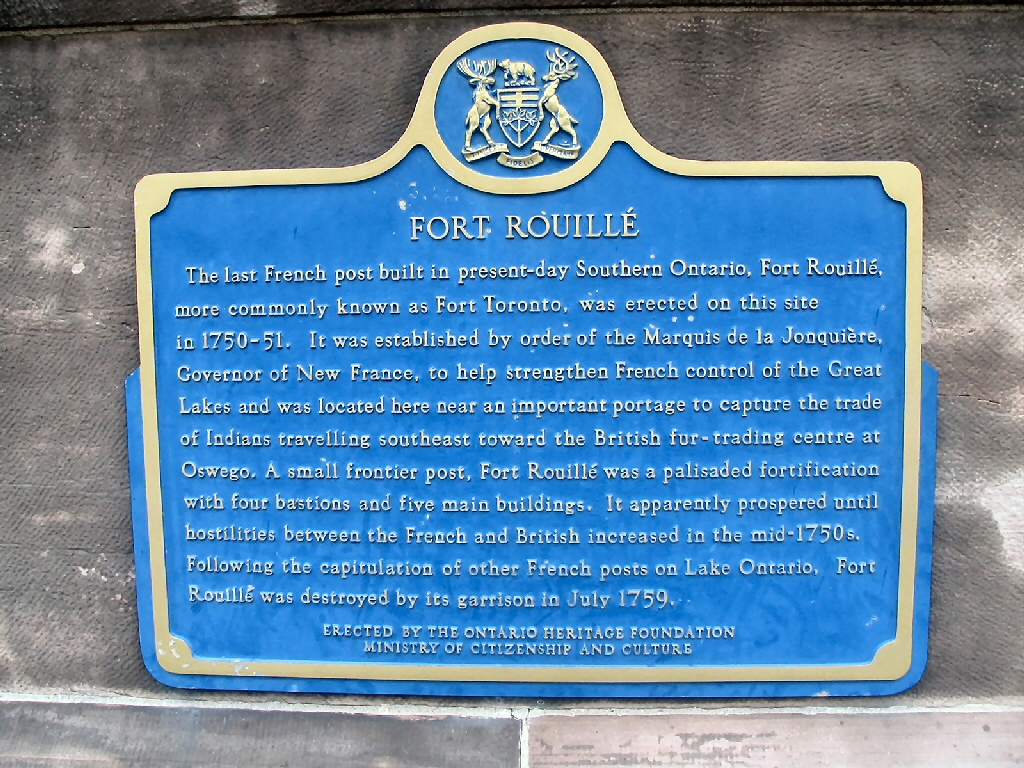 FIDELIS
FORT ROUILLÉ
The last French post built in present-day Southern Ontario, Fort Rouillé,
more commonly known as Fort Toronto, was erected on this site
in 1750-51. It was established by order of the Marquis de la Jonquière,
Governor of New France, to help strengthen French control of the Great
Lakes and was located here near an important portage to capture the trade
of Indians travelling southeast toward the British fur-trading centre at
Oswego. A small frontier post, Fort Rouillé was a palisaded fortification
with four bastions and five main buildings. It apparently prospered until
hostilities between the French and British increased in the mid-1750s.
Following the capitulation of other French posts on Lake Ontario, Fort
Rouillé was destroyed by its garrison in July 1759.
ERECTED BY THE ONTARIO HERITAGE FOUNDATION
MINISTRY OF CITIZENSHIP AND CULTURE